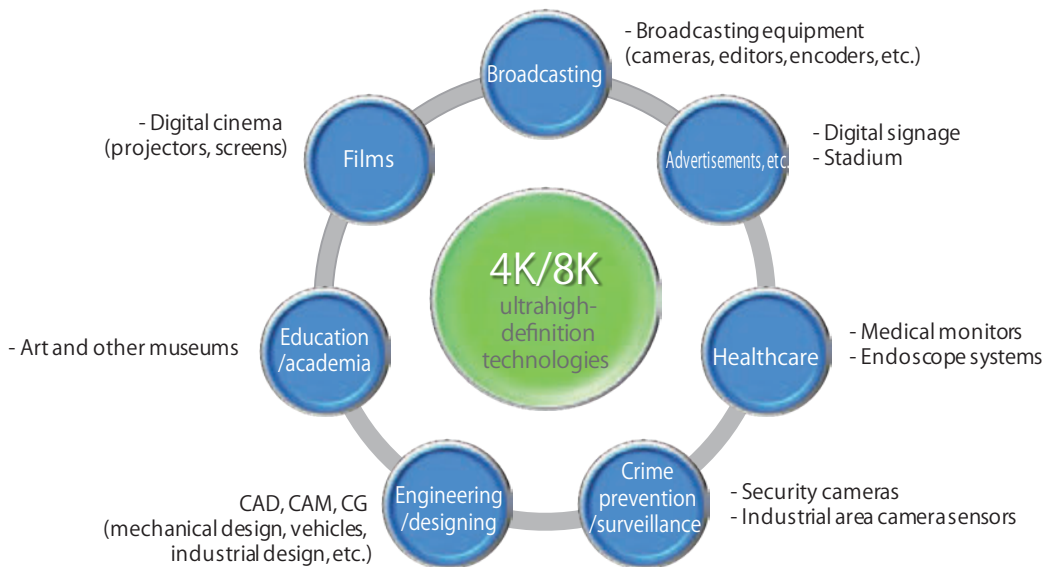 Broadcasting
- Broadcasting equipment
(cameras, editors, encoders, etc.)
Advertisements, etc.
- Digital signage
- Stadium
Healthcare
- Medical monitors
- Endoscope systems
Crime
prevention
/surveillance
- Security cameras
- Industrial area camera sensors
Engineering
/designing
CAD, CAM, CG
(mechanical design, vehicles,
industrial design, etc.)
Education
/academia
- Art and other museums
Films
- Digital cinema
(projectors, screens)
4K/8K
ultrahigh-
definition
technologies